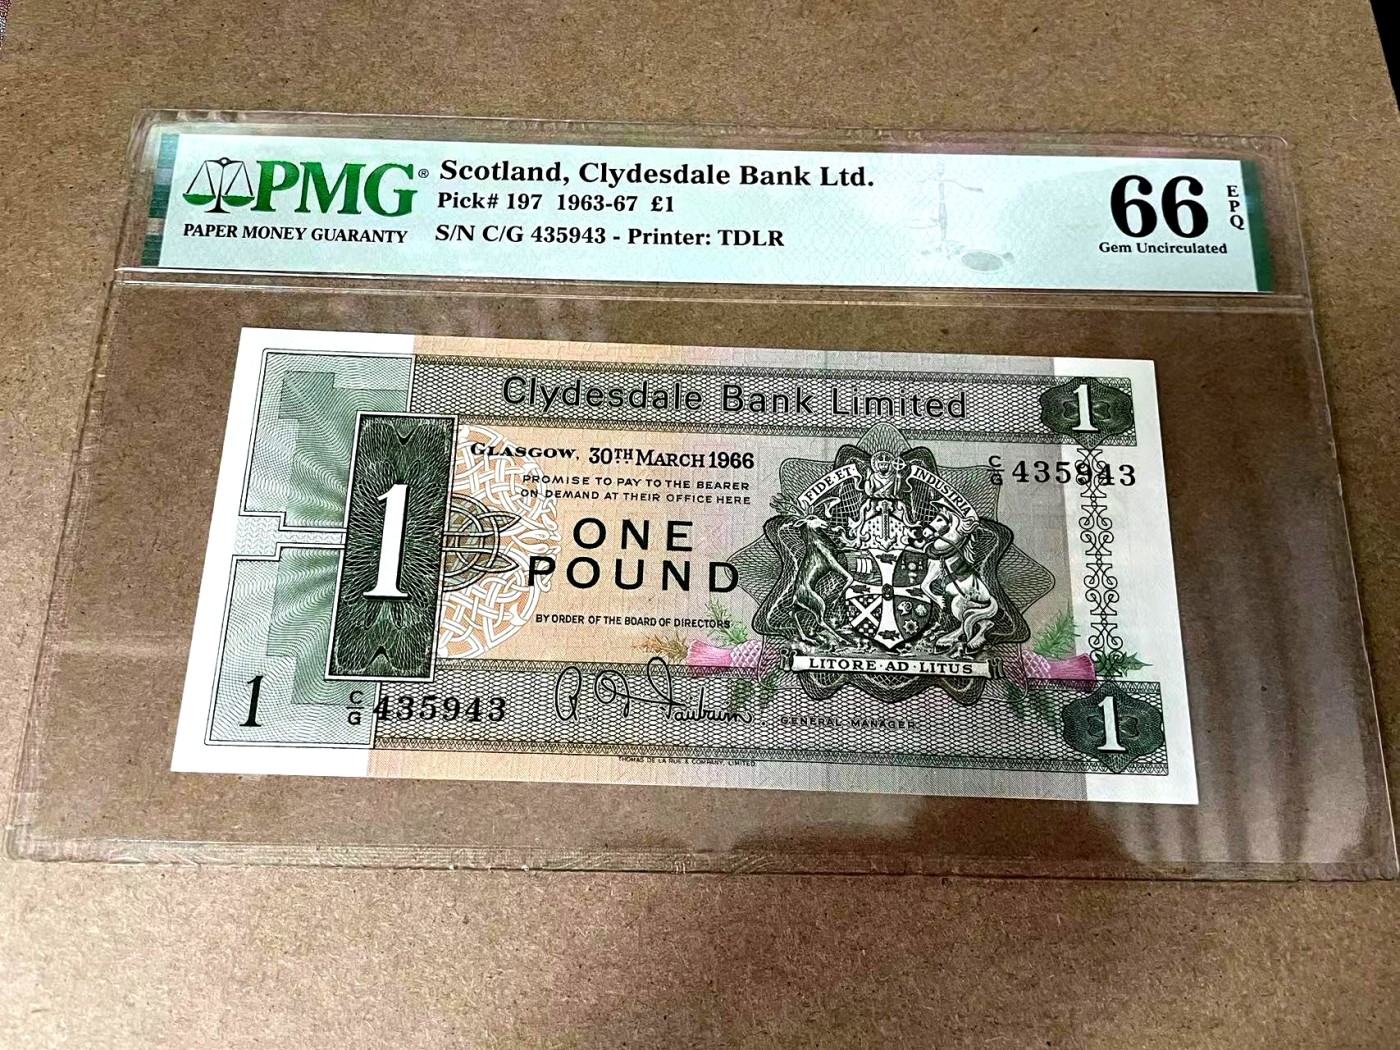 PMG®
PAPER MONEY GUARANTY
Scotland, Clydesdale Bank Ltd.
Pick# 197 1963-67 £1
S/N C/G 435943 - Printer: TDLR
66
EPQ
Gem Uncirculated
Clydesdale Bank Limited
1
GLASGOW, 30TH MARCH 1966
C/G 435943
PROMISE TO PAY TO THE BEARER
ON DEMAND AT THEIR OFFICE HERE
1
ONE
POUND
FIDE ET INDUSTRIA
BY ORDER OF THE BOARD OF DIRECTORS
LITORE·AD·LITUS
1
C/G 435943
GENERAL MANAGER
1
THOMAS DE LA RUE & COMPANY, LIMITED